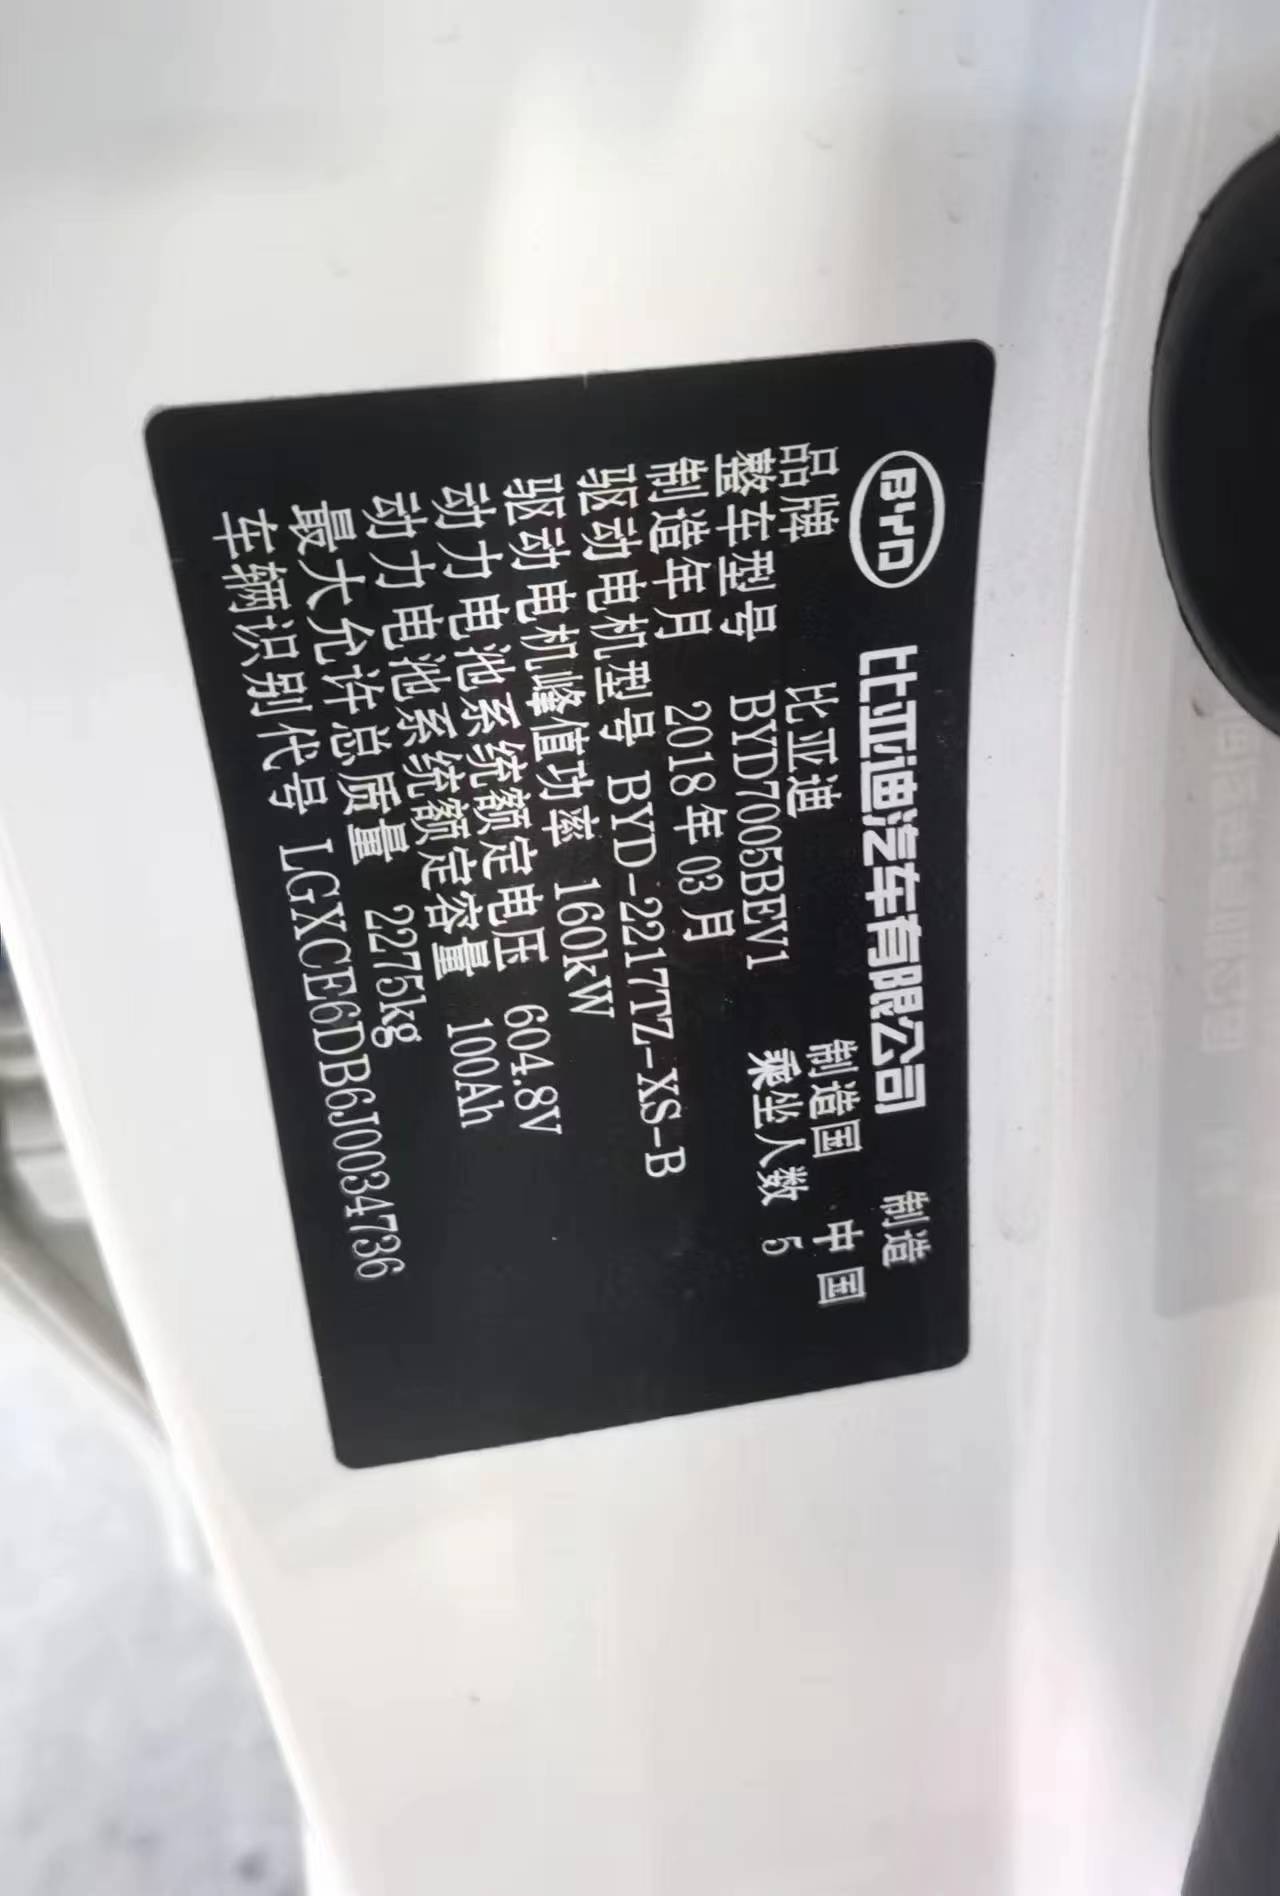 BYD 比亚迪汽车有限公司 制造
品牌 比亚迪 制造国 中国
整车型号 BYD7005BEV1 乘坐人数 5
制造年月 2018年03月
驱动电机型号 BYD-2217TZ-XS-B
驱动电机峰值功率 160kW
动力电池系统额定电压 604.8V
动力电池系统额定容量 100Ah
最大允许总质量 2275kg
车辆识别代号 LGXCE6DB6J0034736